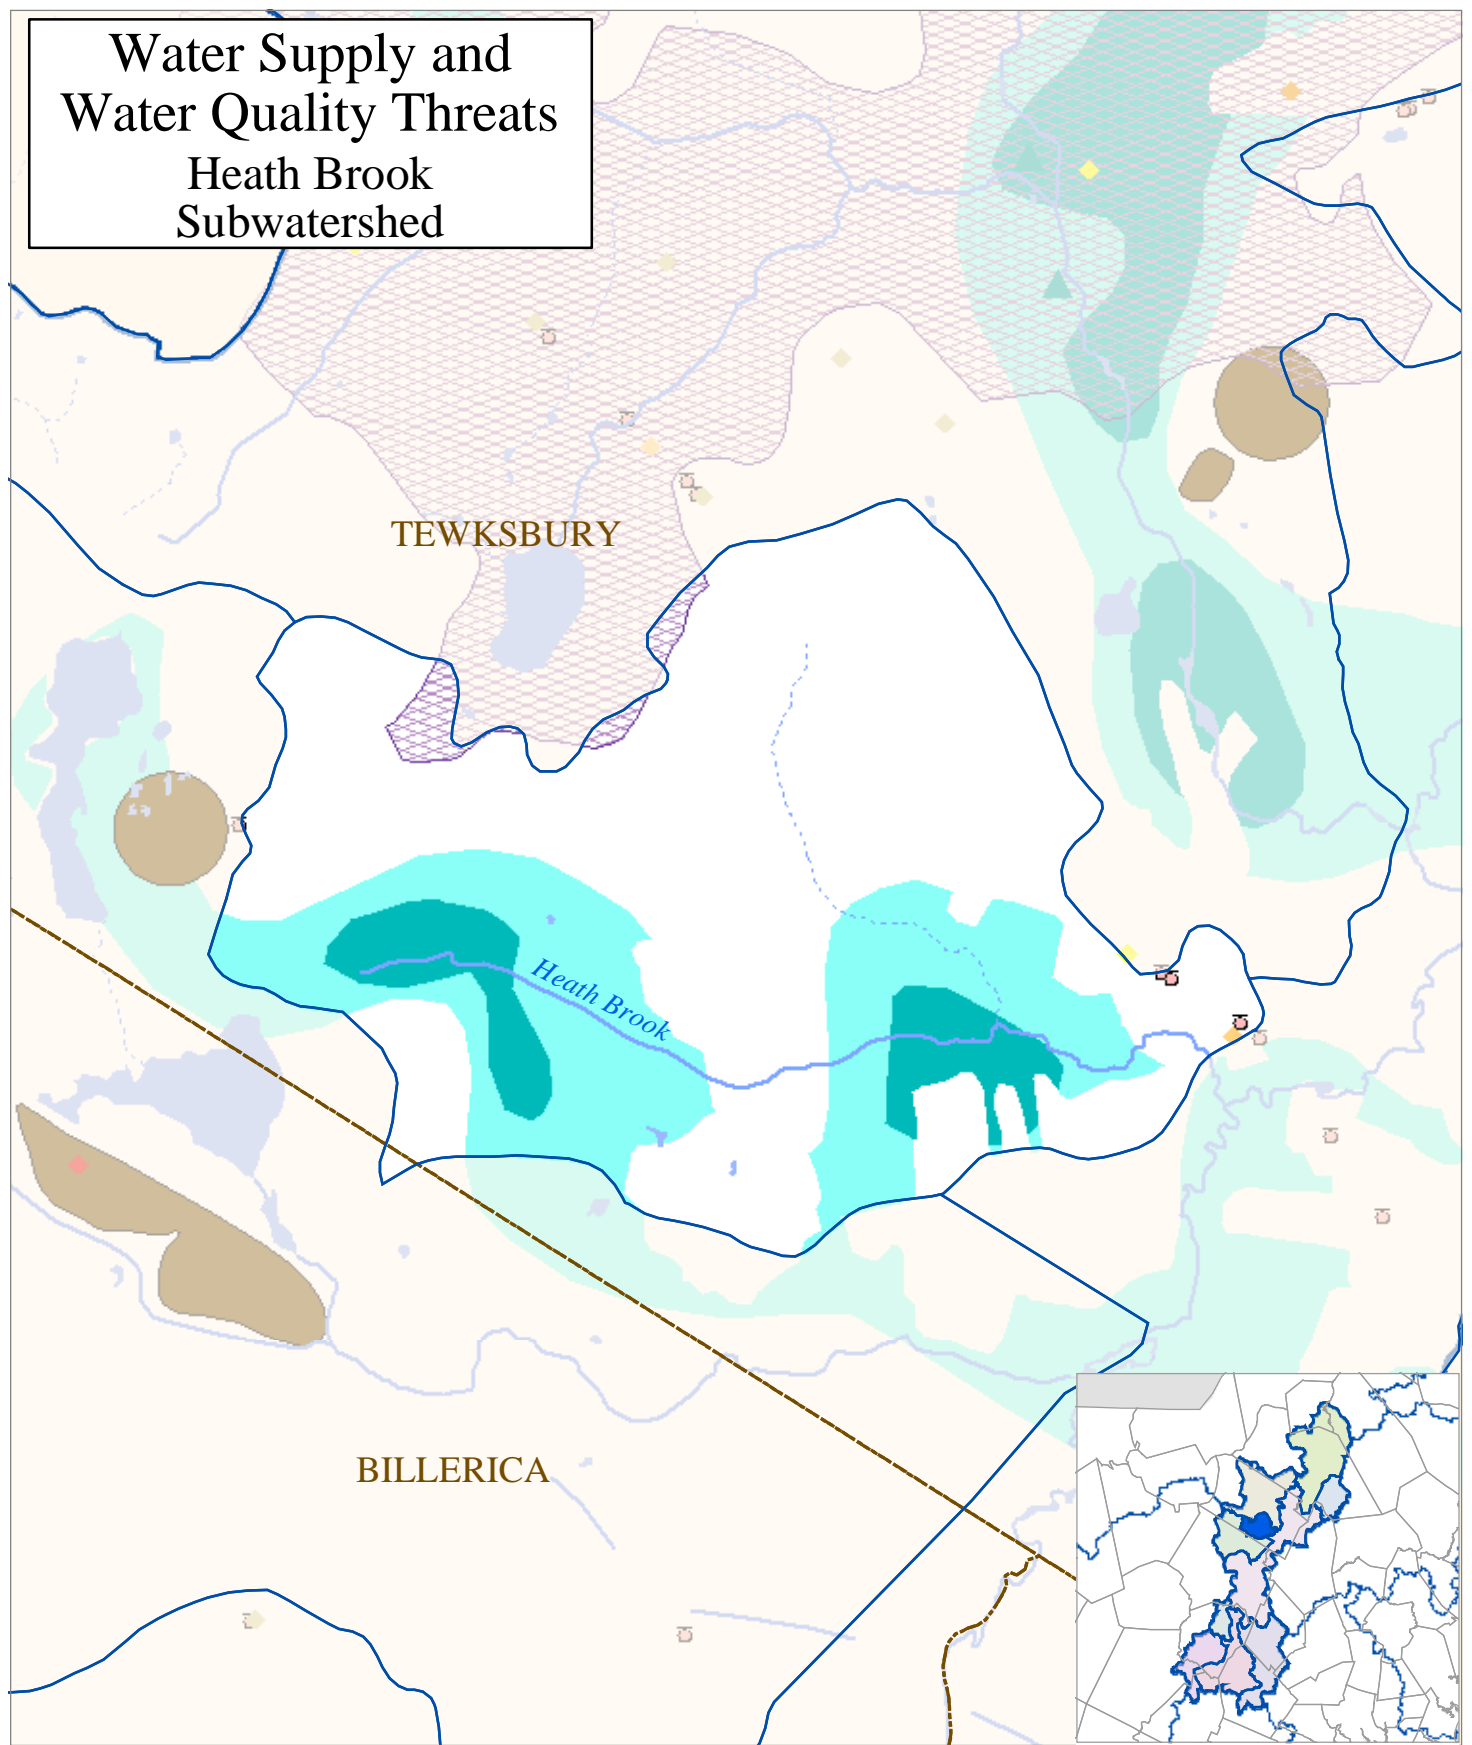 Water Supply and
Water Quality Threats
Heath Brook
Subwatershed
TEWKSBURY
Heath Brook
BILLERICA